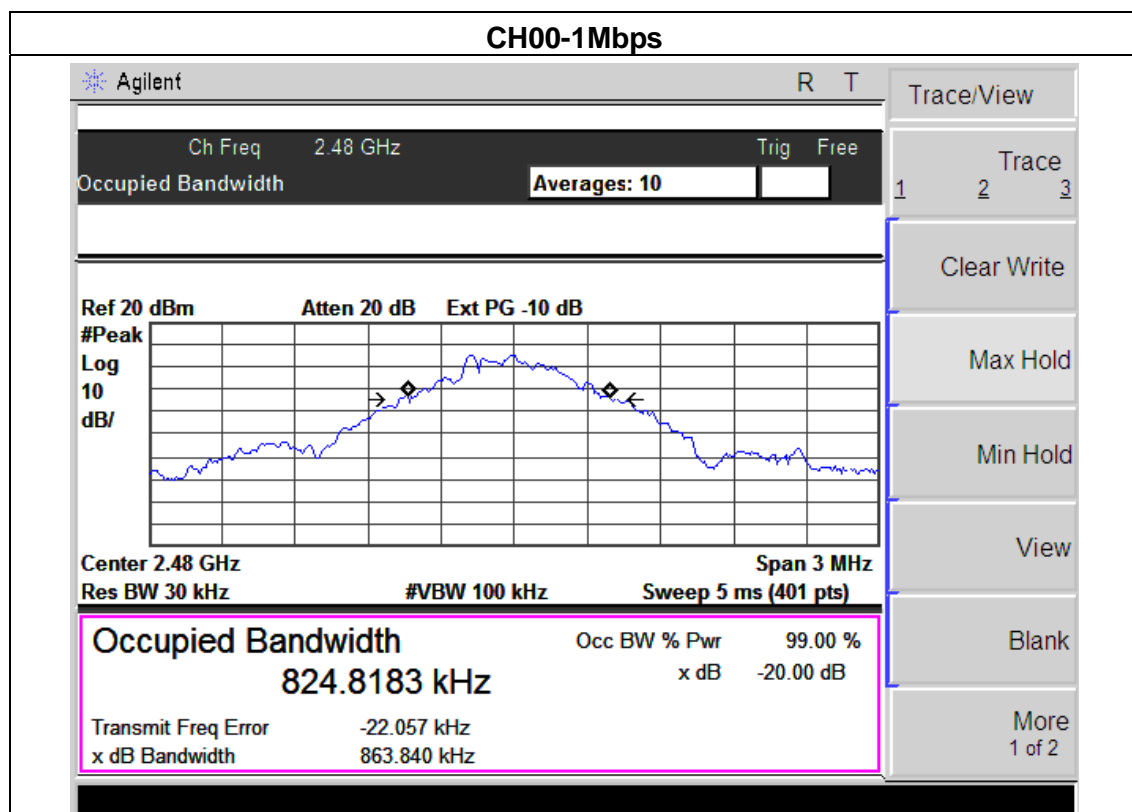 CH00-1Mbps
Agilent R T
Ch Freq 2.48 GHz Trig Free
Occupied Bandwidth Averages: 10
Ref 20 dBm Atten 20 dB Ext PG -10 dB
#Peak
Log
10
dB/
Center 2.48 GHz Span 3 MHz
Res BW 30 kHz #VBW 100 kHz Sweep 5 ms (401 pts)
Occupied Bandwidth Occ BW % Pwr 99.00 %
824.8183 kHz x dB -20.00 dB
Transmit Freq Error -22.057 kHz
x dB Bandwidth 863.840 kHz
Trace/View
Trace
1 2 3
Clear Write
Max Hold
Min Hold
View
Blank
More
1 of 2